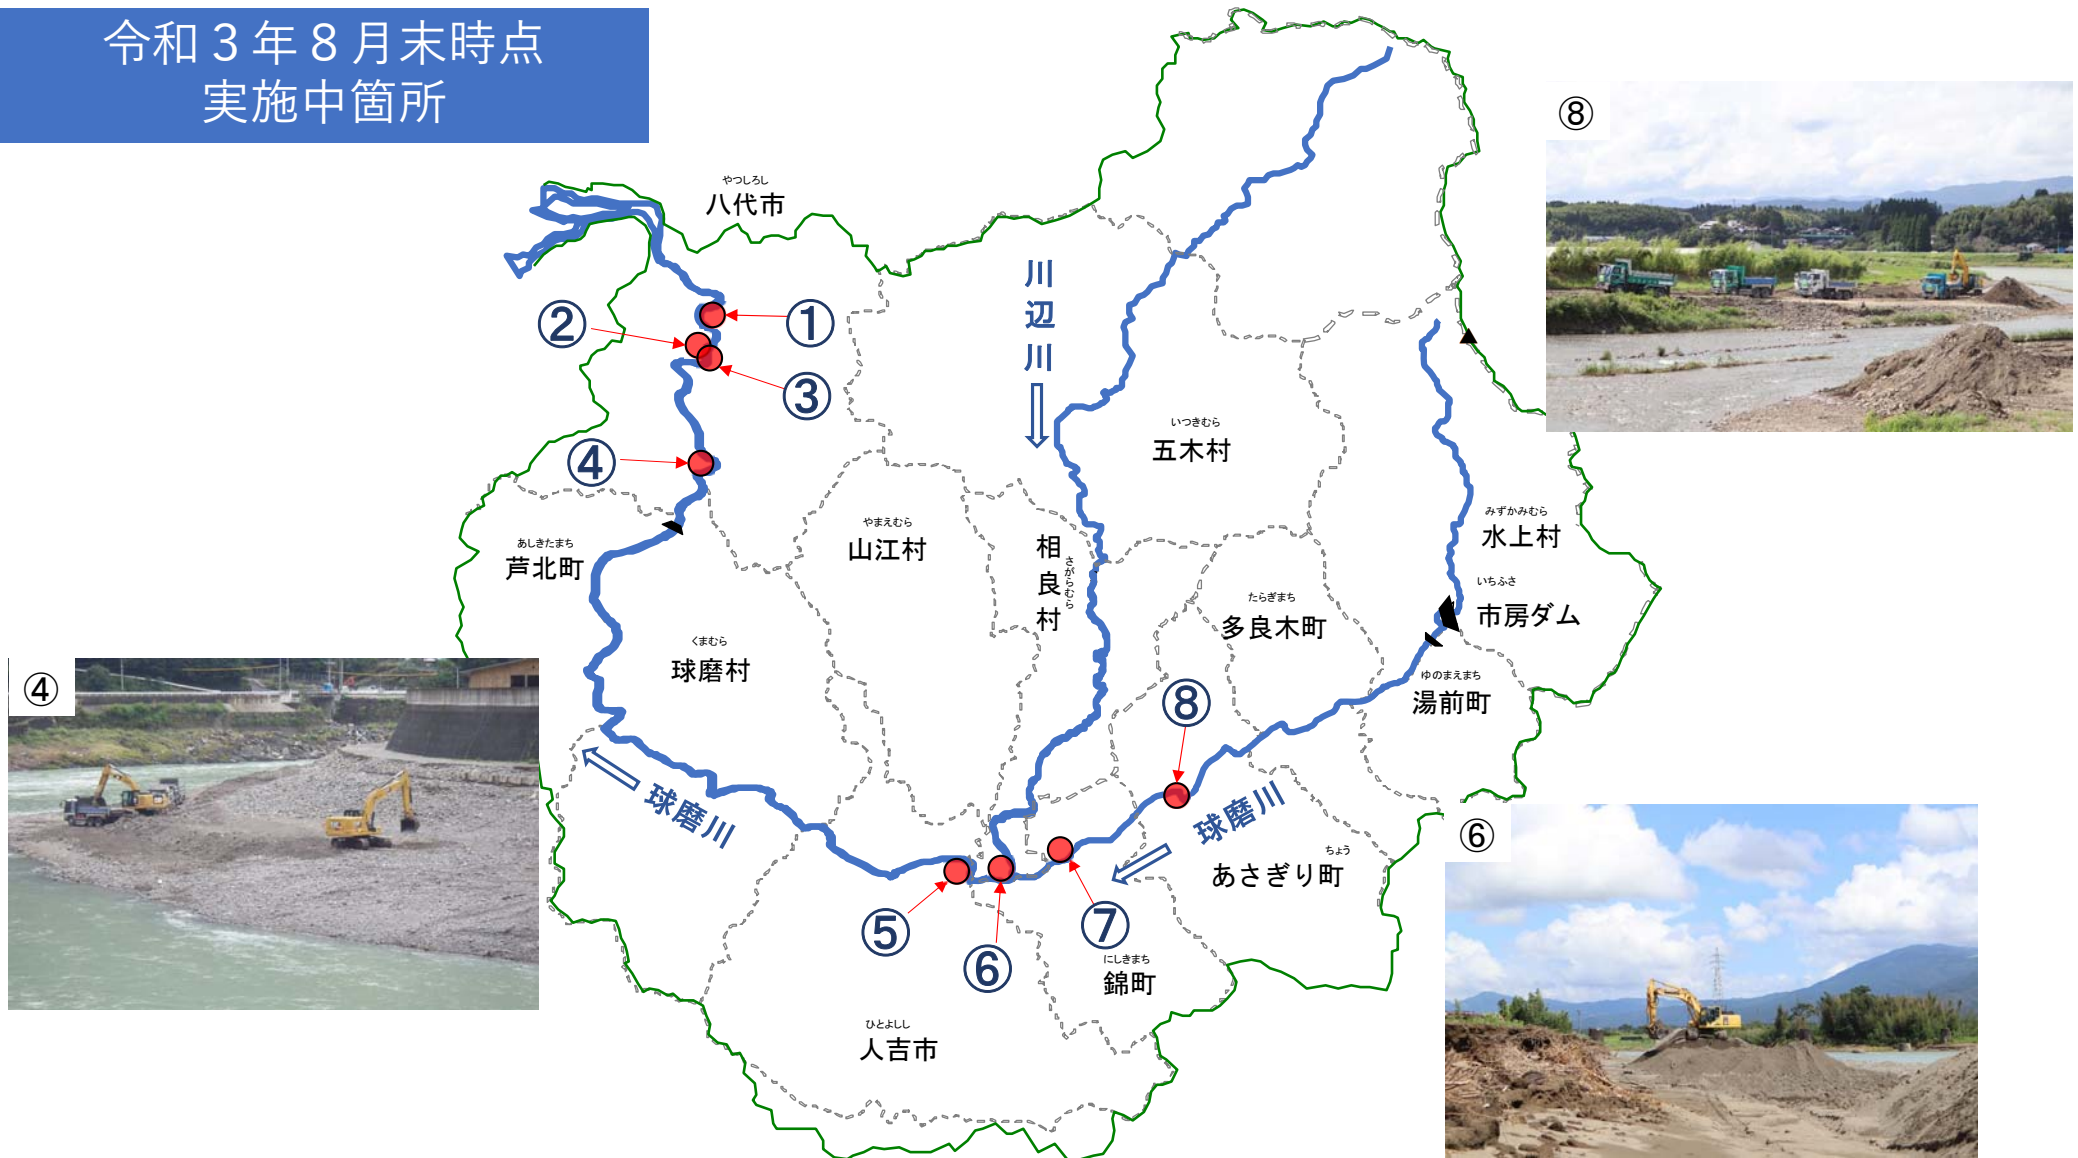 令和３年８月末時点
実施中箇所
⑧
やつしろし
八代市
川辺川
①
②
③
④
いつきむら
五木村
みずかみむら
水上村
やまえむら
山江村
あしきたまち
芦北町
相良村
さがらむら
いちふさ
市房ダム
たらぎまち
多良木町
くまむら
球磨村
ゆのまえまち
湯前町
④
⑧
球磨川
球磨川
⑥
ちょう
あさぎり町
⑤
⑥
⑦
にしきまち
錦町
ひとよしし
人吉市